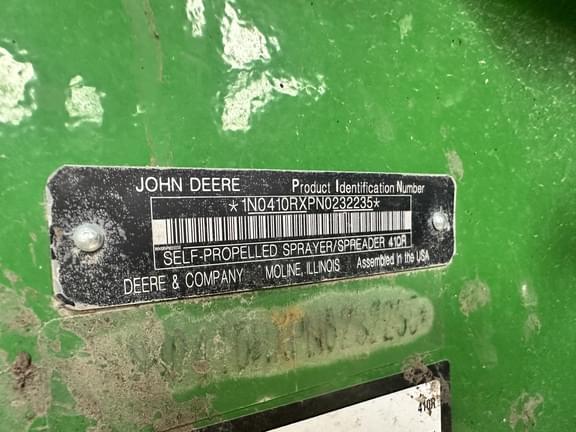 JOHN DEERE Product Identification Number
*1N0410RXPN0232235*
SELF-PROPELLED SPRAYER/SPREADER 410R
DEERE & COMPANY MOLINE, ILLINOIS Assembled in the USA
410R